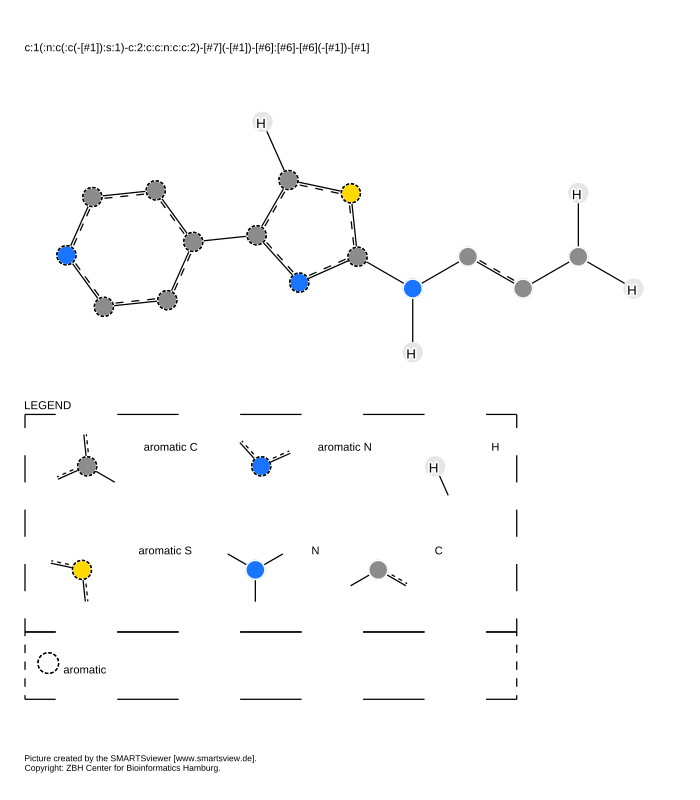 c:1(:n:c(:c(-[#1]):s:1)-c:2:c:c:n:c:c:2)-[#7](-[#1])-[#6]:[#6]-[#6](-[#1])-[#1]
H
H
H
H
LEGEND
aromatic C
aromatic N
H
H
aromatic S
N
C
aromatic
Picture created by the SMARTSviewer [www.smartsview.de].
Copyright: ZBH Center for Bioinformatics Hamburg.